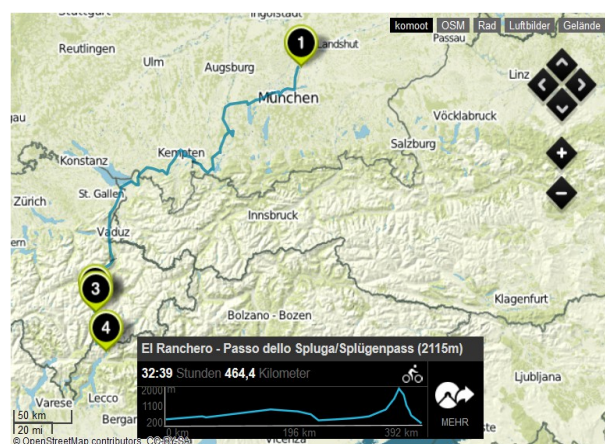 Stuttgart
Ingolstadt
komoot OSM Rad Luftbilder Gelände
1
Landshut
Passau
Reutlingen
Ulm
Augsburg
Linz
München
Vöcklabruck
Salzburg
Kempten
Konstanz
St. Gallen
Zürich
Innsbruck
Vaduz
3
Klagenfurt
4
Bolzano - Bozen
El Ranchero - Passo dello Spluga/Splügenpass (2115m)
32:39 Stunden 464,4 Kilometer
Ljubljana
2000 m
1100
200
0 km 196 km 392 km
MEHR
Varese
Lecco
50 km
20 mi
© OpenStreetMap contributors, CC-BY-SA
Vicenza